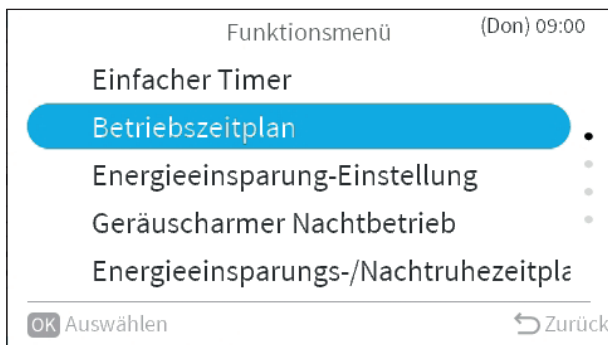 Funktionsmenü (Don) 09:00
Einfacher Timer
Betriebszeitplan
Energieeinsparung-Einstellung
Geräuscharmer Nachtbetrieb
Energieeinsparungs-/Nachtruhezeitpla
OK Auswählen Zurück